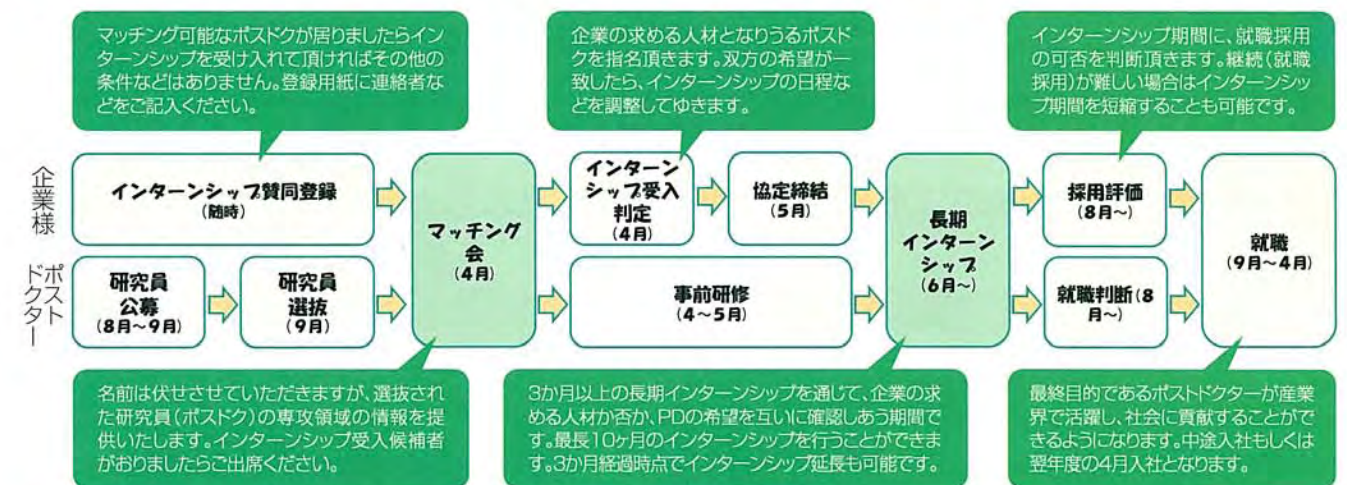 マッチング可能なポスドクが居りましたらイン
ターンシップを受け入れて頂ければその他の
条件などはありません。登録用紙に連絡者な
どをご記入ください。
企業の求める人材となりうるポスド
クを指名頂きます。双方の希望が一
致したら、インターンシップの日程な
どを調整してゆきます。
インターンシップ期間に、就職採用
の可否を判断頂きます。継続(就職
採用)が難しい場合はインターンシッ
プ期間を短縮することも可能です。
企業様
インターンシップ賛同登録
(随時)
マッチング
会
(4月)
インターン
シップ受入
判定
(4月)
協定締結
(5月)
長期
インターン
シップ
(6月~)
採用評価
(8月~)
就職
(9月~4月)
ポスト
ドクター
研究員
公募
(8月~9月)
研究員
選抜
(9月)
事前研修
(4~5月)
就職判断(8
月~)
名前は伏せさせていただきますが、選抜され
た研究員(ポスドク)の専攻領域の情報を提
供いたします。インターンシップ受入候補者
がおりましたらご出席ください。
3か月以上の長期インターンシップを通じて、企業の求
める人材か否か、PDの希望を互いに確認しあう期間で
す。最長10ヶ月のインターンシップを行うことができま
す。3か月経過時点でインターンシップ延長も可能です。
最終目的であるポストドクターが産業
界で活躍し、社会に貢献することがで
きるようになります。中途入社もしくは
翌年度の4月入社となります。